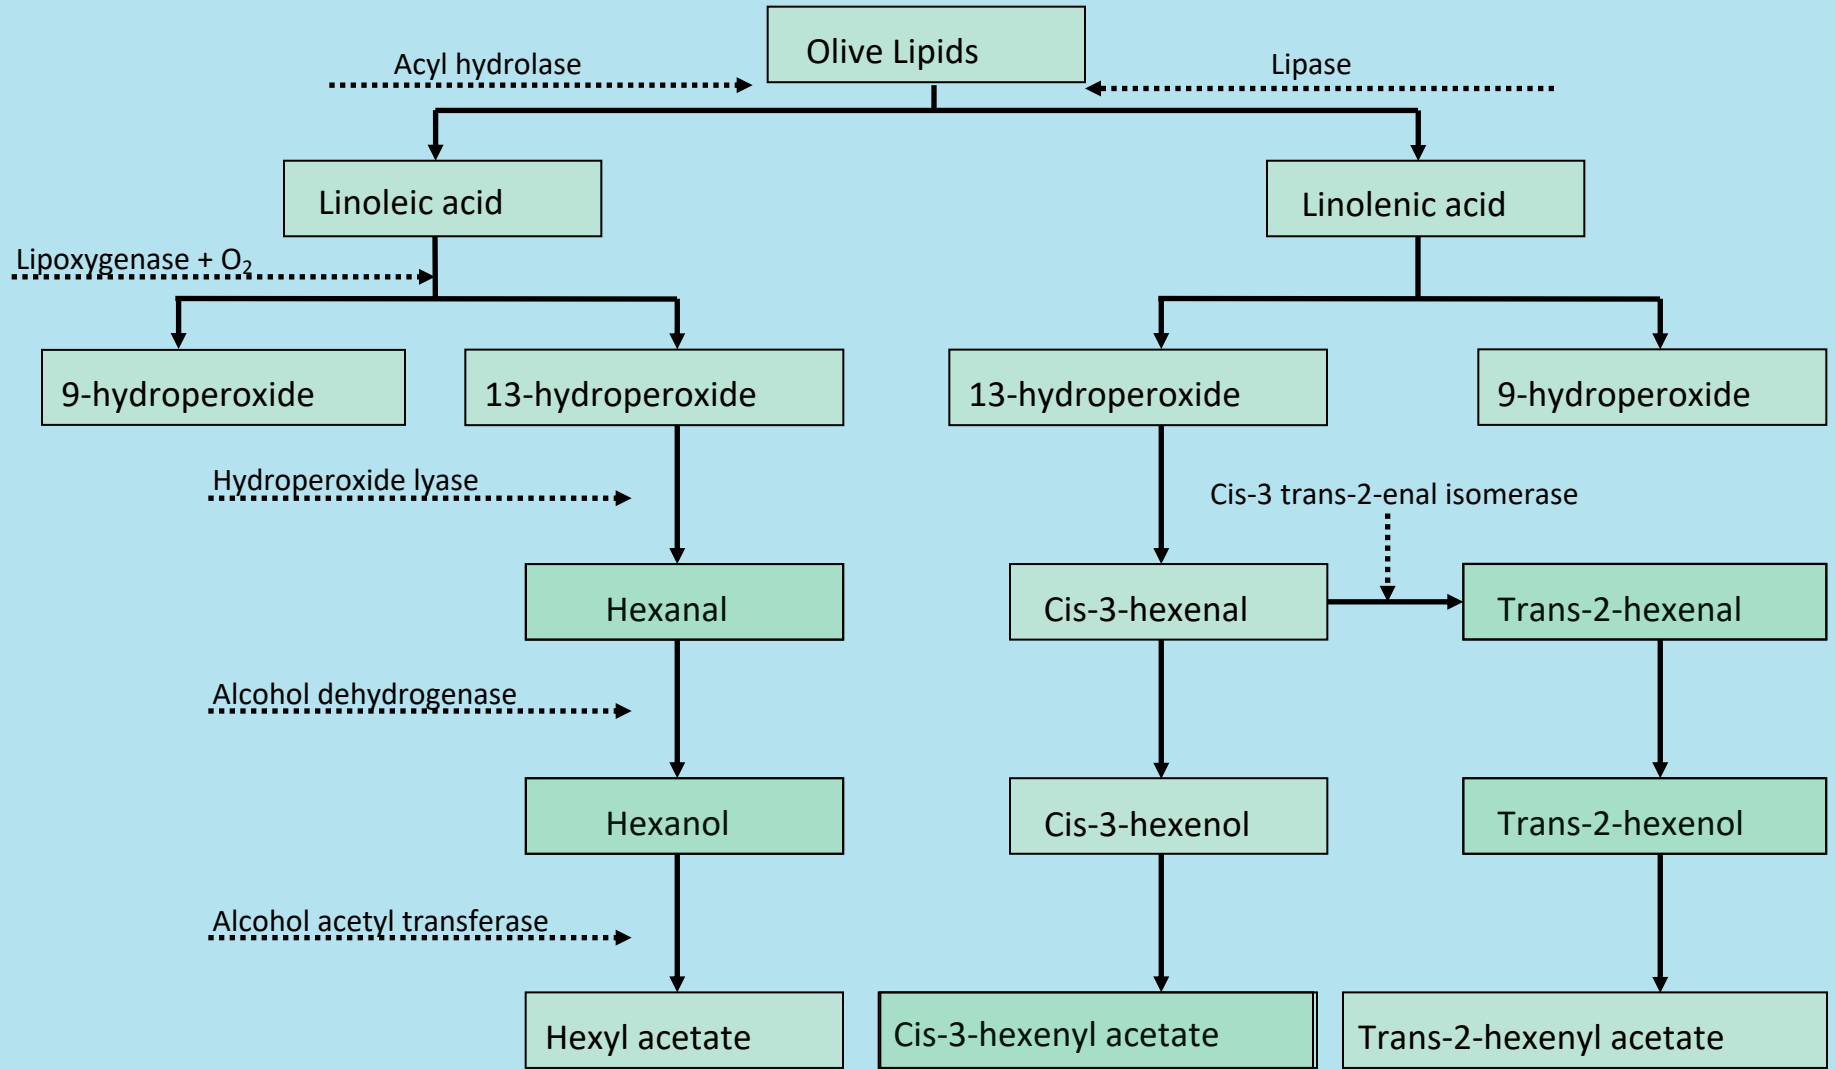 Olive Lipids
Acyl hydrolase
Lipase
Linoleic acid
Linolenic acid
Lipoxygenase + O₂
9-hydroperoxide
13-hydroperoxide
13-hydroperoxide
9-hydroperoxide
Hydroperoxide lyase
Cis-3 trans-2-enal isomerase
Hexanal
Cis-3-hexenal
Trans-2-hexenal
Alcohol dehydrogenase
Hexanol
Cis-3-hexenol
Trans-2-hexenol
Alcohol acetyl transferase
Hexyl acetate
Cis-3-hexenyl acetate
Trans-2-hexenyl acetate